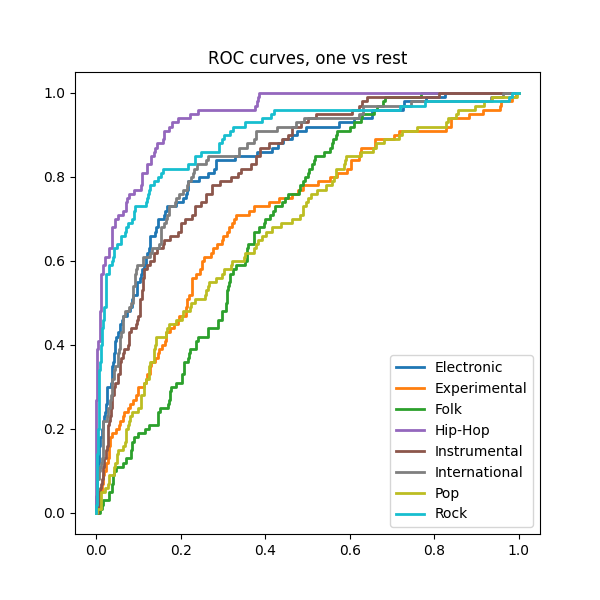 ROC curves, one vs rest
1.0
0.8
0.6
0.4
0.2
0.0
Electronic
Experimental
Folk
Hip-Hop
Instrumental
International
Pop
Rock
0.0 0.2 0.4 0.6 0.8 1.0